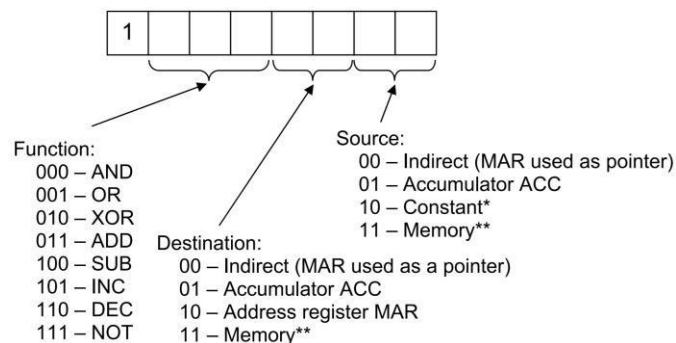 1
Function:
000 – AND
001 – OR
010 – XOR
011 – ADD
100 – SUB
101 – INC
110 – DEC
111 – NOT
Destination:
00 – Indirect (MAR used as a pointer)
01 – Accumulator ACC
10 – Address register MAR
11 – Memory**
Source:
00 – Indirect (MAR used as pointer)
01 – Accumulator ACC
10 – Constant*
11 – Memory**